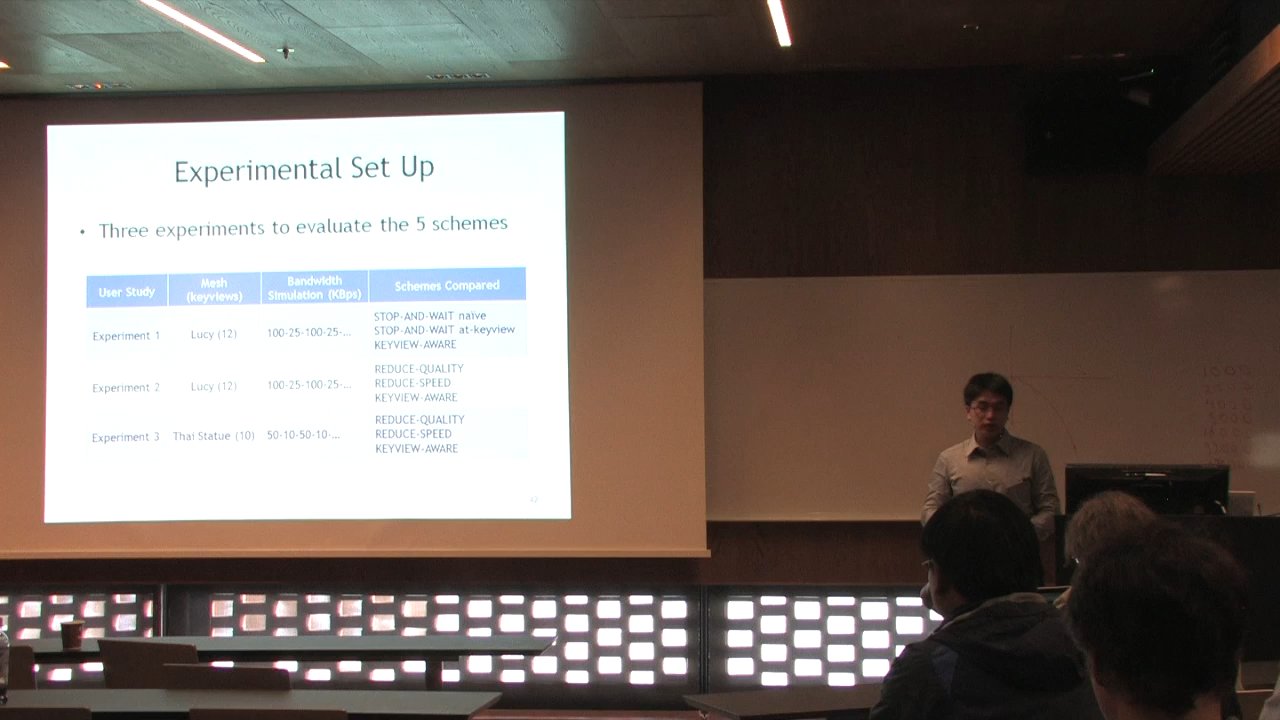 Experimental Set Up
• Three experiments to evaluate the 5 schemes
User Study
Mesh
(keyviews)
Bandwidth
Simulation (KBps)
Schemes Compared
Experiment 1
Lucy (12)
100-25-100-25-...
STOP-AND-WAIT naïve
STOP-AND-WAIT at-keyview
KEYVIEW-AWARE
Experiment 2
Lucy (12)
100-25-100-25-...
REDUCE-QUALITY
REDUCE-SPEED
KEYVIEW-AWARE
Experiment 3
Thai Statue (10)
50-10-50-10-...
REDUCE-QUALITY
REDUCE-SPEED
KEYVIEW-AWARE